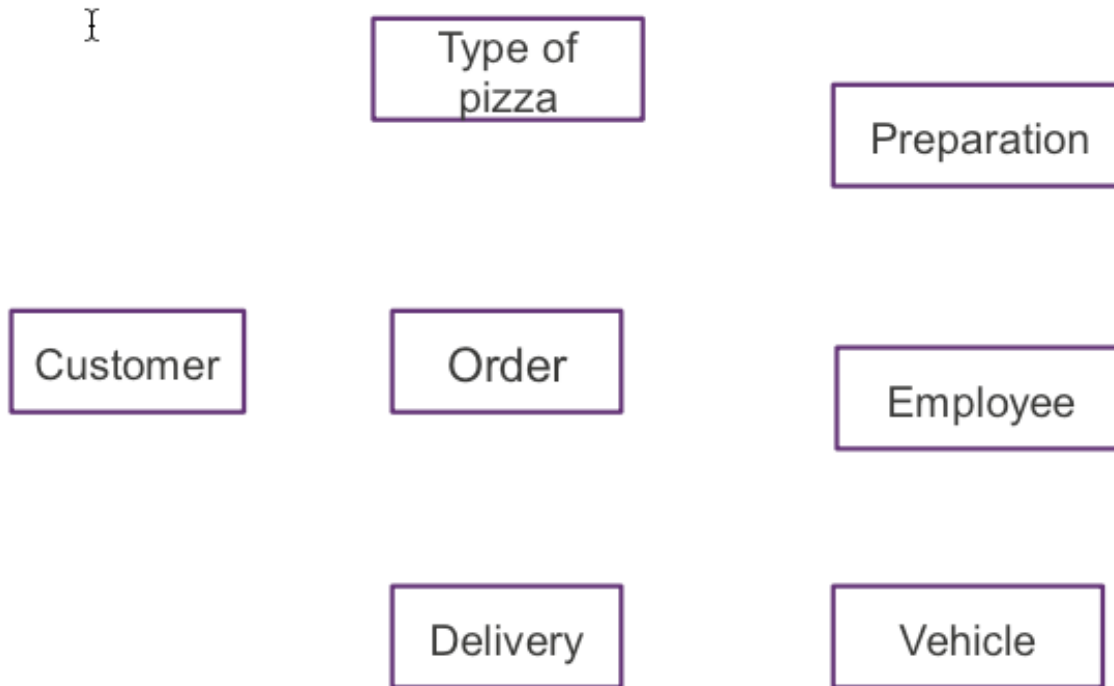 Type of
pizza
Preparation
Customer
Order
Employee
Delivery
Vehicle